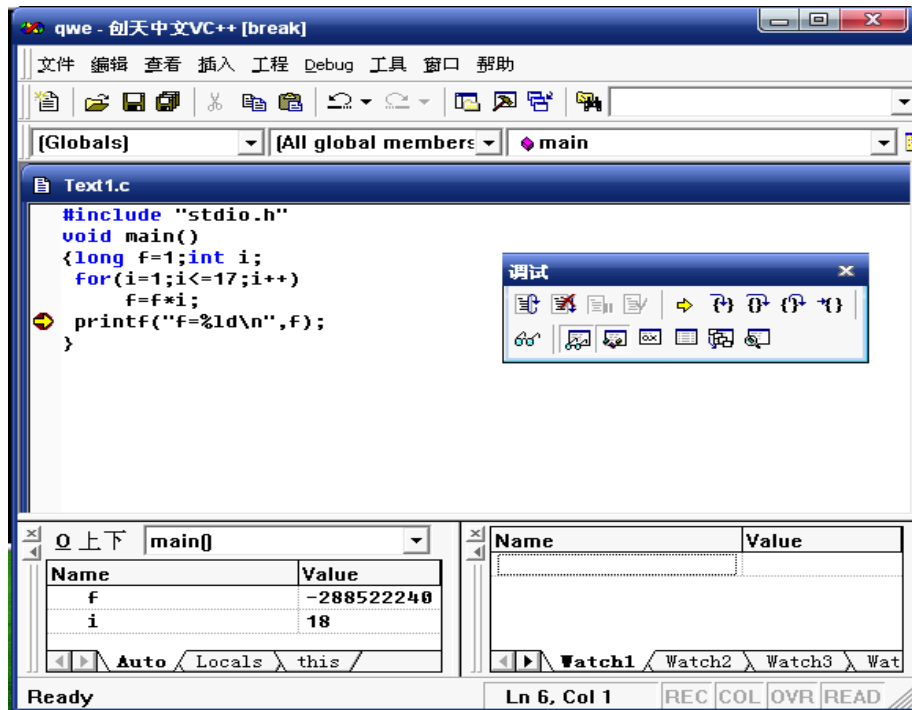 qwe - 创天中文VC++ [break]
文件 编辑 查看 插入 工程 Debug 工具 窗口 帮助
(Globals) (All global members main
Text1.c
#include "stdio.h"
void main()
{long f=1;int i;
for(i=1;i<=17;i++)
f=f*i;
printf("f=%ld\n",f);
}
调试
O 上下 main()
Name Value
f -288522240
i 18
Auto Locals this
Name Value
Watch1 Watch2 Watch3 Wat
Ready Ln 6, Col 1 REC COL OVR READ